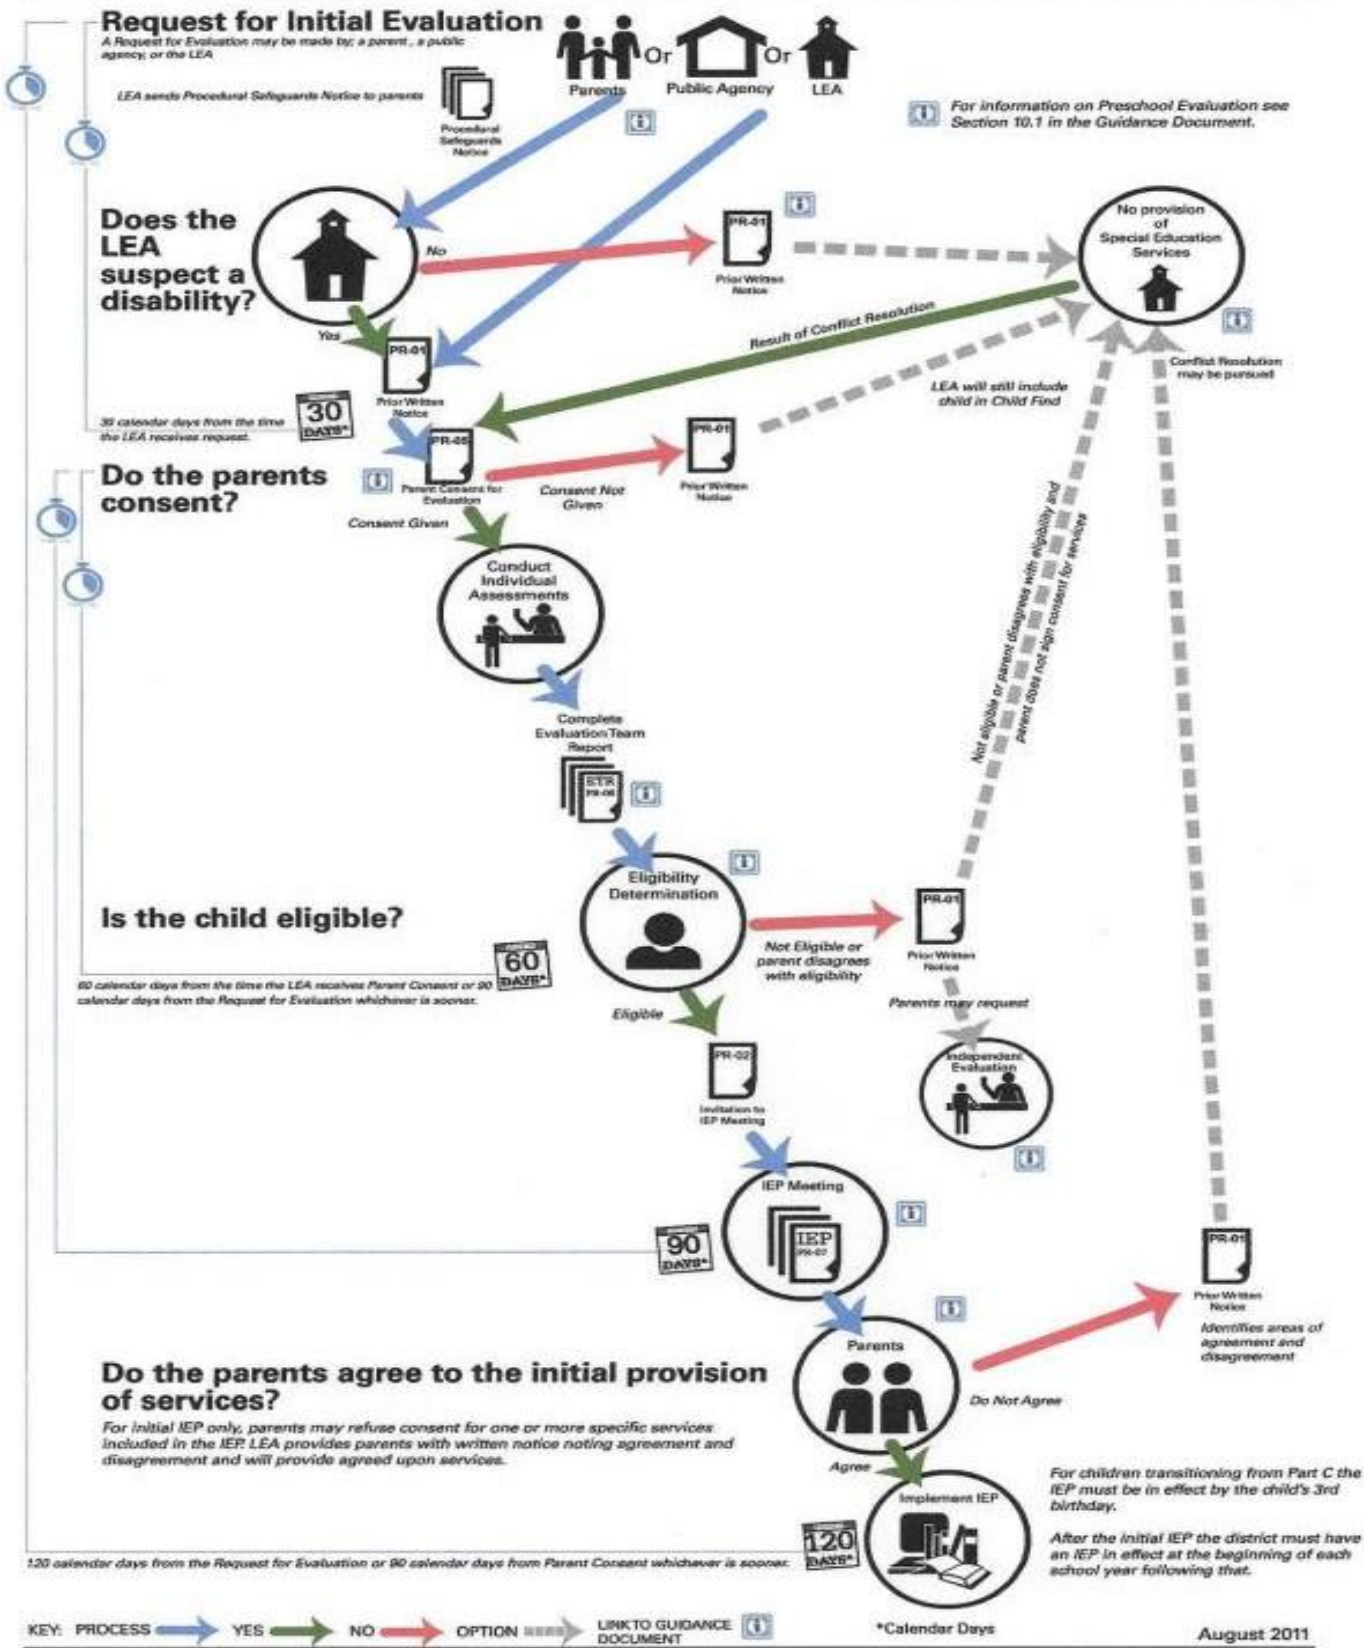 Request for Initial Evaluation
A Request for Evaluation may be made by; a parent, a public
agency, or the LEA
LEA sends Procedural Safeguards Notice to parents
Procedural
Safeguards
Notice
Parents
Or
Public Agency
Or
LEA
For information on Preschool Evaluation see
Section 10.1 in the Guidance Document.
Does the
LEA
suspect a
disability?
No
PR-01
Prior Written
Notice
No provision
of
Special Education
Services
Yes
PR-01
Prior Written
Notice
Result of Conflict Resolution
Conflict Resolution
may be pursued
LEA will still include
child in Child Find
30 calendar days from the time
the LEA receives request.
30
DAYS*
Do the parents
consent?
PR-05
Parent Consent for
Evaluation
Consent Not
Given
PR-01
Prior Written
Notice
Consent Given
Conduct
Individual
Assessments
Not eligible or parent disagrees with eligibility and
parent does not sign consent for services
Complete
Evaluation Team
Report
ETR
PR-06
Is the child eligible?
Eligibility
Determination
Not Eligible or
parent disagrees
with eligibility
PR-01
Prior Written
Notice
60
DAYS*
60 calendar days from the time the LEA receives Parent Consent or 90
calendar days from the Request for Evaluation whichever is sooner.
Eligible
Parents may request
PR-02
Invitation to
IEP Meeting
Independent
Evaluation
IEP Meeting
IEP
PR-07
90
DAYS*
PR-01
Prior Written
Notice
Identifies areas of
agreement and
disagreement
Do the parents agree to the initial provision
of services?
For initial IEP only, parents may refuse consent for one or more specific services
included in the IEP. LEA provides parents with written notice noting agreement and
disagreement and will provide agreed upon services.
Parents
Do Not Agree
Agree
Implement IEP
For children transitioning from Part C the
IEP must be in effect by the child's 3rd
birthday.
After the initial IEP the district must have
an IEP in effect at the beginning of each
school year following that.
120
DAYS*
120 calendar days from the Request for Evaluation or 90 calendar days from Parent Consent whichever is sooner.
KEY: PROCESS YES NO OPTION LINK TO GUIDANCE
DOCUMENT
*Calendar Days
August 2011